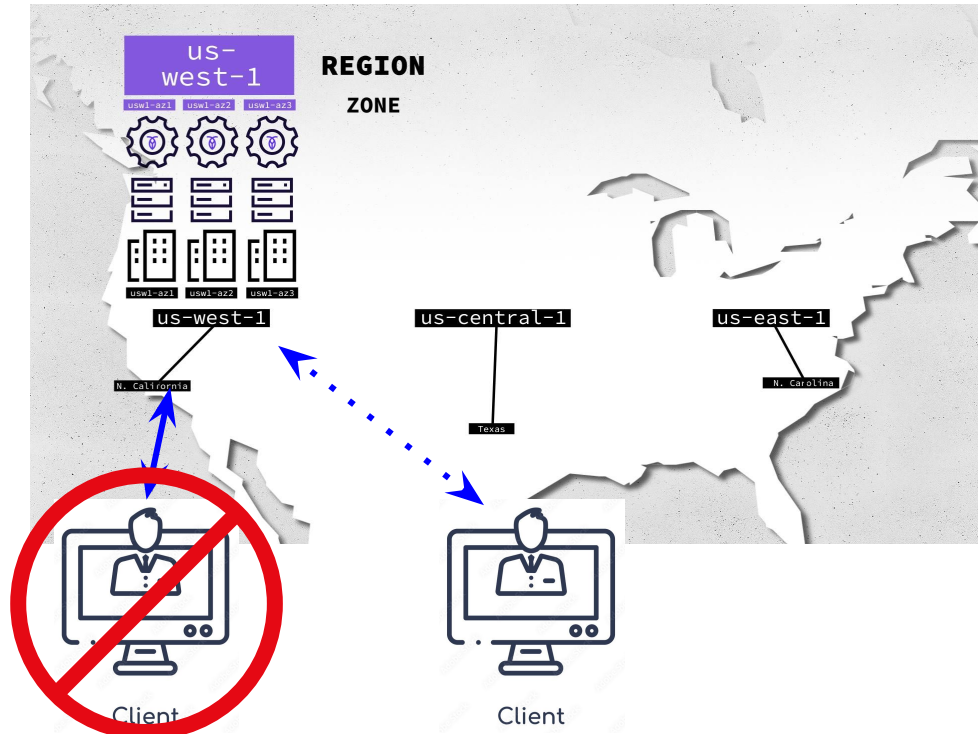 us-
west-1
REGION
ZONE
usw1-az1 usw1-az2 usw1-az3
usw1-az1 usw1-az2 usw1-az3
us-west-1 us-central-1 us-east-1
N. Calirornia N. Carolina
Texas
Client Client